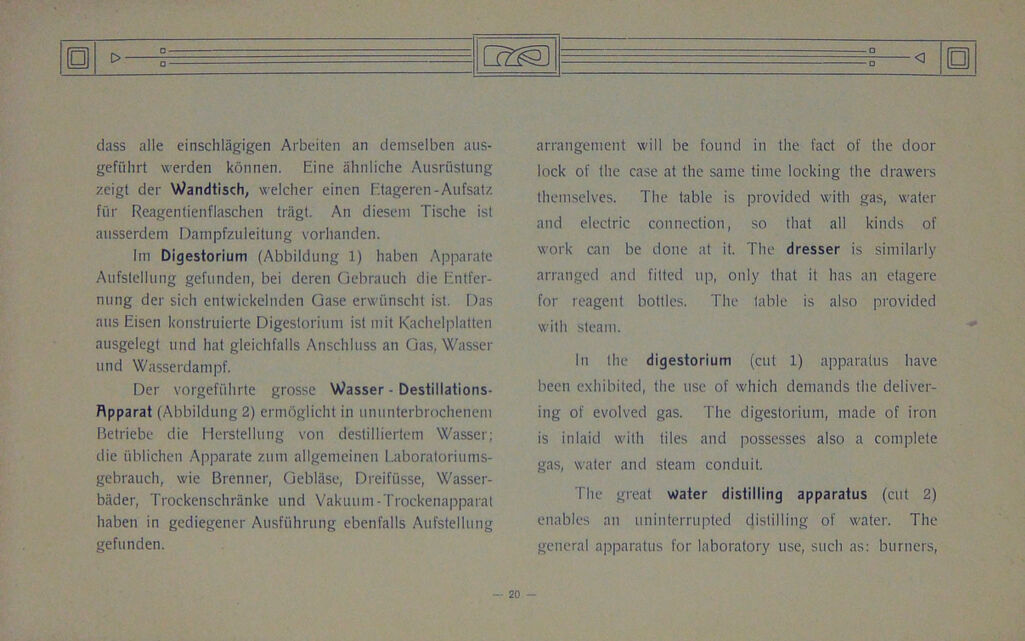 dass alle einschlägigen Arbeiten an demselben aus-
geführt werden können. Eine ähnliche Ausrüstung
zeigt der Wandtisch, welcher einen Etageren-Aufsatz
für Reagentienflaschen trägt. An diesem Tische ist
ausserdem Dampfzuleitung vorhanden.
Im Digestorium (Abbildung 1) haben Apparate
Aufstellung gefunden, bei deren Gebrauch die Entfer-
nung der sich entwickelnden Gase erwünscht ist. Das
aus Eisen konstruierte Digestorium ist mit Kachelplatten
ausgelegt und hat gleichfalls Anschluss an Gas, Wasser
und Wasserdampf.
Der vorgeführte grosse Wasser-Destillations-
Apparat (Abbildung 2) ermöglicht in ununterbrochenem
Betriebe die Herstellung von destilliertem Wasser;
die üblichen Apparate zum allgemeinen Laboratoriums-
gebrauch, wie Brenner, Gebläse, Dreifüsse, Wasser-
bäder, Trockenschränke und Vakuum-Trockenapparat
haben in gediegener Ausführung ebenfalls Aufstellung
gefunden.
arrangement will be found in the fact of the door
lock of the case at the same time locking the drawers
themselves. The table is provided with gas, water
and electric connection, so that all kinds of
work can be done at it. The dresser is similarly
arranged and fitted up, only that it has an etagere
for reagent bottles. The table is also provided
with steam.
In the digestorium (cut 1) apparatus have
been exhibited, the use of which demands the deliver-
ing of evolved gas. The digestorium, made of iron
is inlaid with tiles and possesses also a complete
gas, water and steam conduit.
The great water distilling apparatus (cut 2)
enables an uninterrupted distilling of water. The
general apparatus for laboratory use, such as: burners,
— 20 —